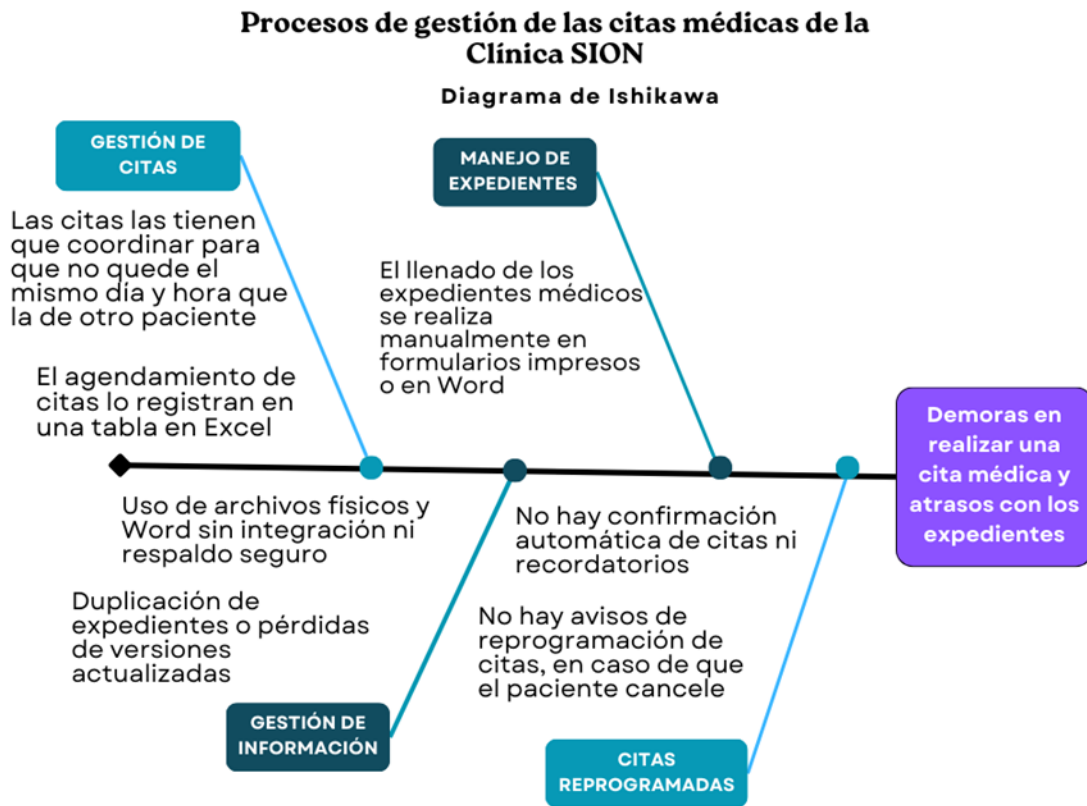 Procesos de gestión de las citas médicas de la
Clínica SION
Diagrama de Ishikawa
GESTIÓN DE
CITAS
MANEJO DE
EXPEDIENTES
Las citas las tienen
que coordinar para
que no quede el
mismo día y hora que
la de otro paciente
El agendamiento de
citas lo registran en
una tabla en Excel
El llenado de los
expedientes médicos
se realiza
manualmente en
formularios impresos
o en Word
Demoras en
realizar una
cita médica y
atrasos con los
expedientes
Uso de archivos físicos y
Word sin integración ni
respaldo seguro
Duplicación de
expedientes o pérdidas
de versiones
actualizadas
No hay confirmación
automática de citas ni
recordatorios
No hay avisos de
reprogramación de
citas, en caso de que
el paciente cancele
GESTIÓN DE
INFORMACIÓN
CITAS
REPROGRAMADAS